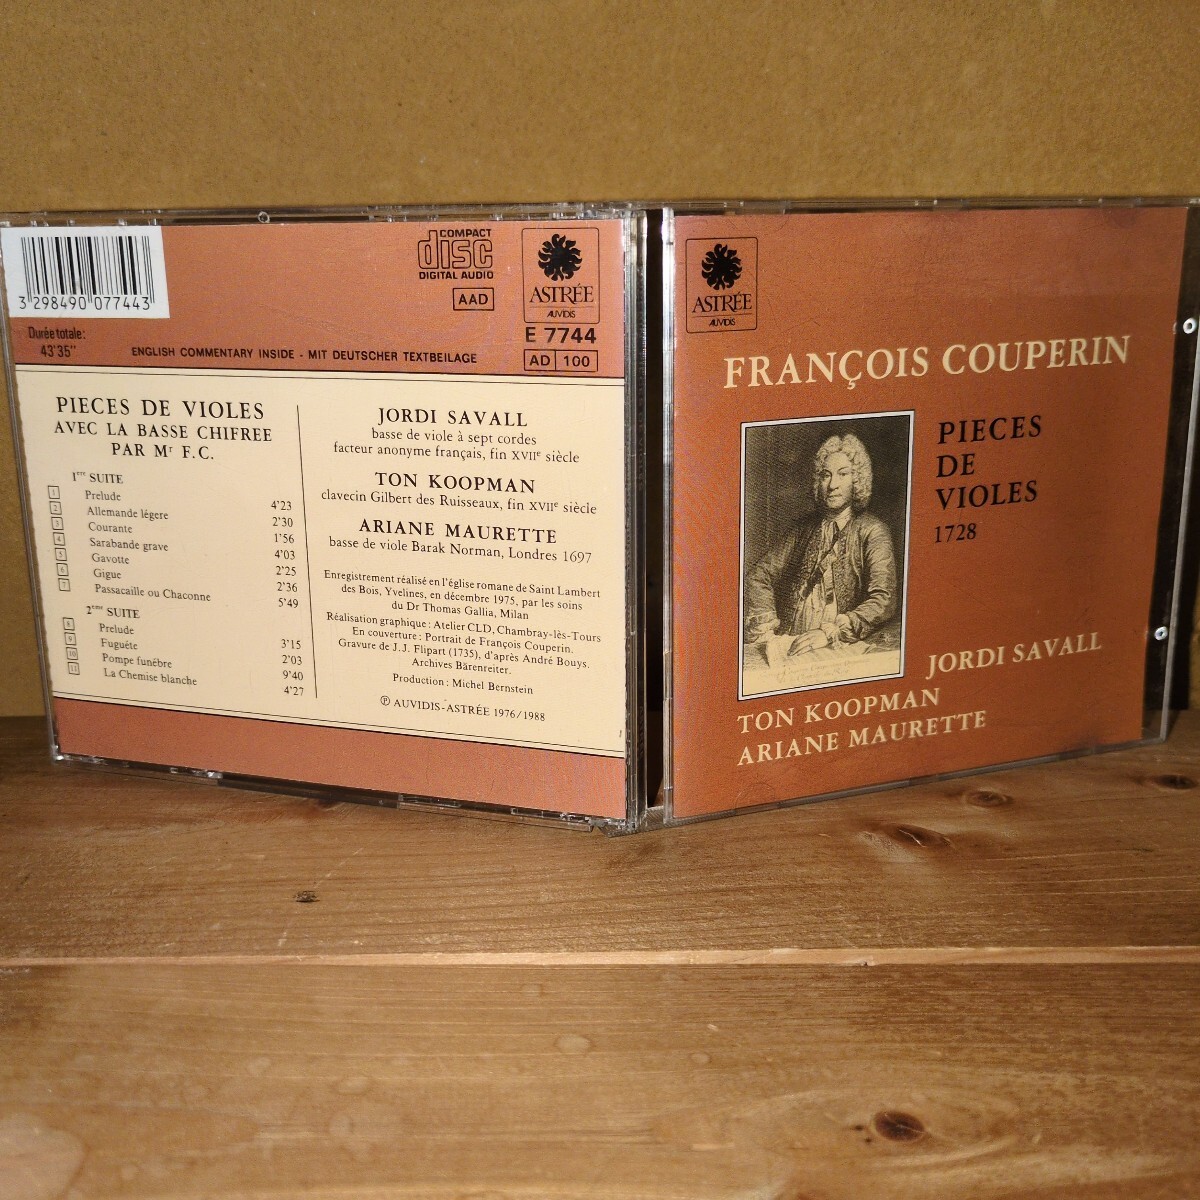 3 298490 077443
Durée totale:
43'35"
COMPACT
disc
DIGITAL AUDIO
AAD
ASTRÉE
AUVIDIS
E 7744
AD 100
ENGLISH COMMENTARY INSIDE - MIT DEUTSCHER TEXTBEILAGE
PIECES DE VIOLES
AVEC LA BASSE CHIFREE
PAR Mr F.C.
1ere SUITE
1 Prelude 4'23
2 Allemande légere 2'30
3 Courante 1'56
4 Sarabande grave 4'03
5 Gavotte 2'25
6 Gigue 2'36
7 Passacaille ou Chaconne 5'49
2eme SUITE
8 Prelude 3'15
9 Fuguéte 2'03
10 Pompe funébre 9'40
11 La Chemise blanche 4'27
JORDI SAVALL
basse de viole à sept cordes
facteur anonyme français, fin XVIIe siècle
TON KOOPMAN
clavecin Gilbert des Ruisseaux, fin XVIIe siècle
ARIANE MAURETTE
basse de viole Barak Norman, Londres 1697
Enregistrement réalisé en l'église romane de Saint Lambert
des Bois, Yvelines, en décembre 1975, par les soins
du Dr Thomas Gallia, Milan
Réalisation graphique : Atelier CLD, Chambray-lès-Tours
En couverture : Portrait de François Couperin.
Gravure de J.J. Flipart (1735), d'après André Bouys.
Archives Bärenreiter.
Production : Michel Bernstein
℗ AUVIDIS-ASTRÉE 1976/1988
ASTRÉE
AUVIDIS
FRANÇOIS COUPERIN
PIECES
DE
VIOLES
1728
JORDI SAVALL
TON KOOPMAN
ARIANE MAURETTE